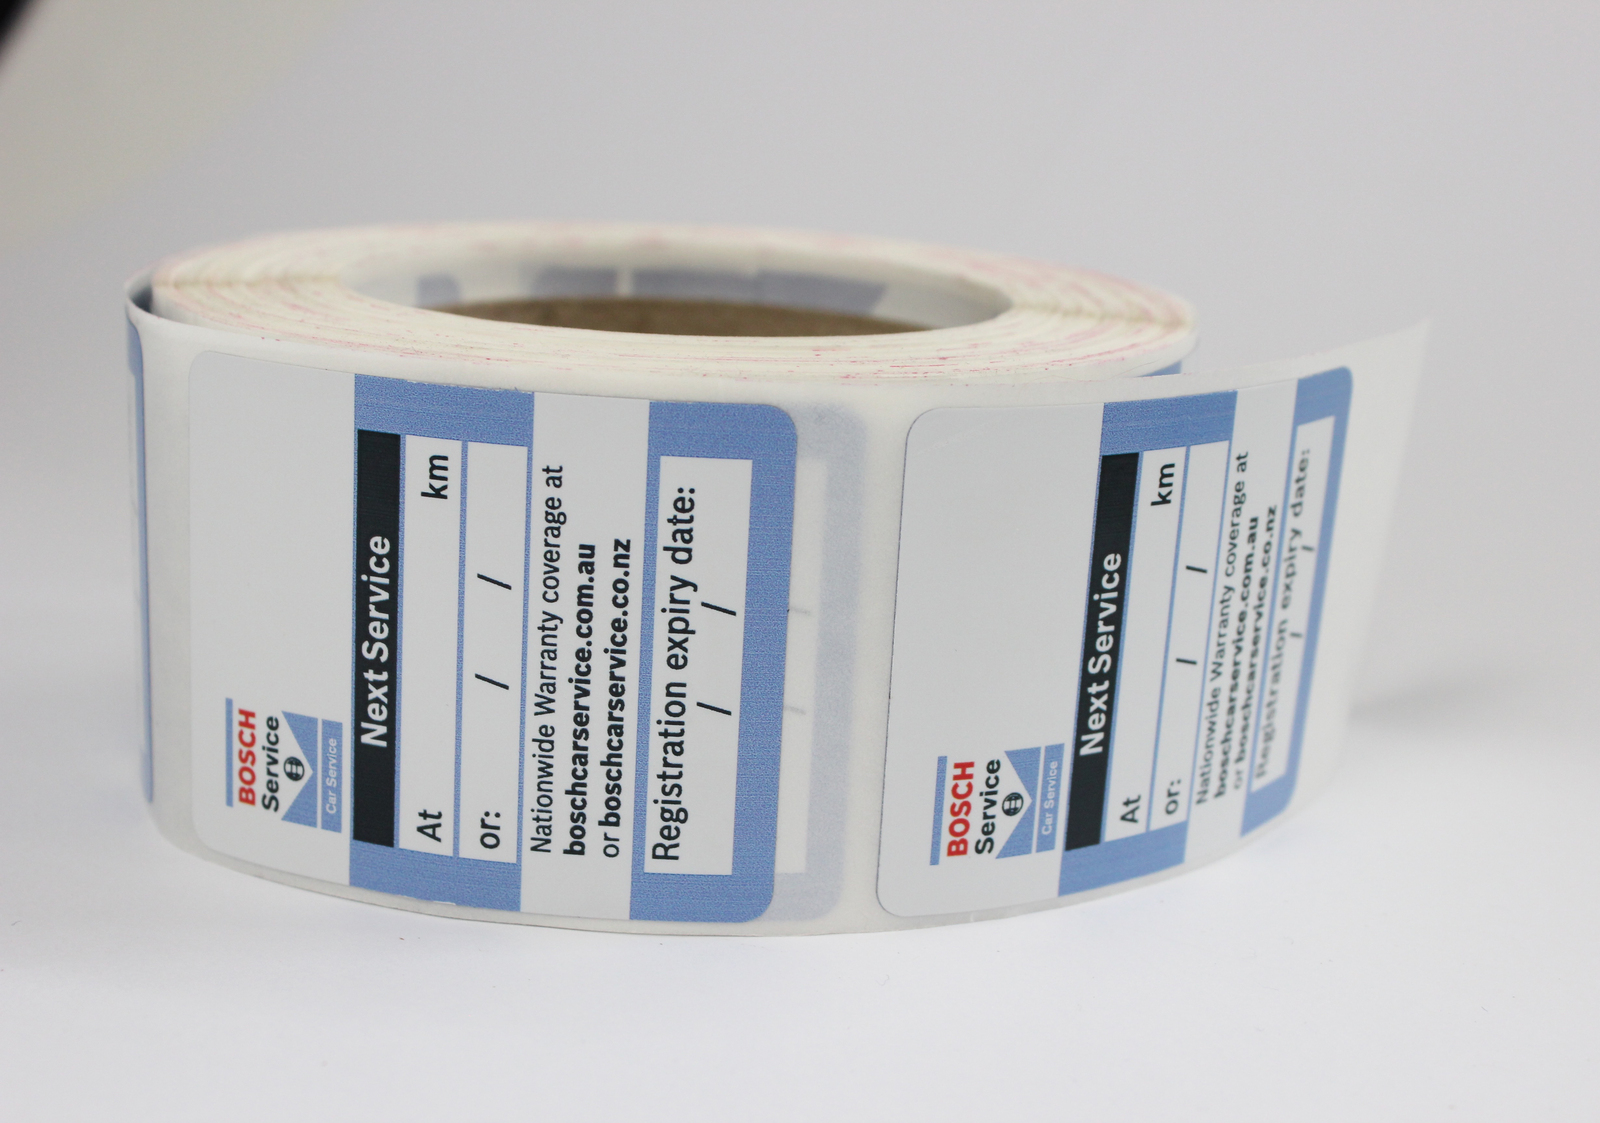 BOSCH
Service
Car Service
Next Service
At km
or: / /
Nationwide Warranty coverage at
boschcarservice.com.au
or boschcarservice.co.nz
Registration expiry date:
/ /
BOSCH
Service
Car Service
Next Service
At km
or: / /
Nationwide Warranty coverage at
boschcarservice.com.au
or boschcarservice.co.nz
Registration expiry date:
/ /